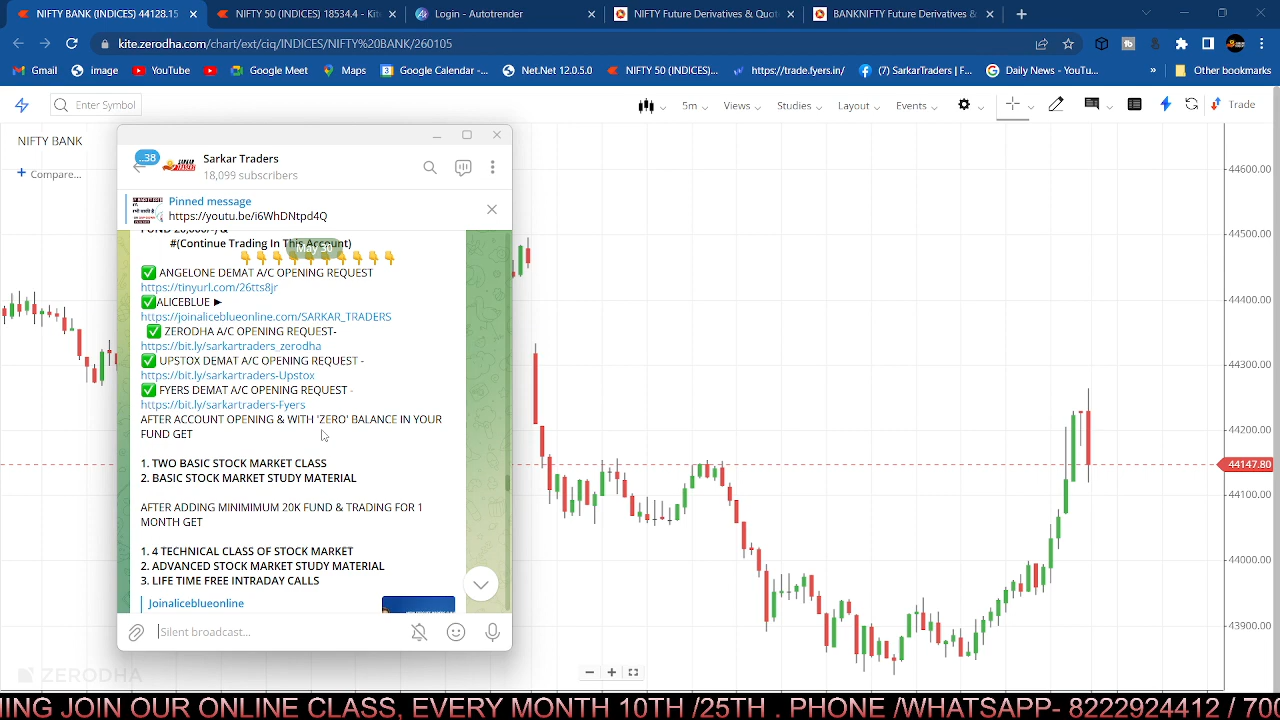 NIFTY BANK (INDICES) 44128.15
NIFTY 50 (INDICES) 18534.4 - Kite
Login - Autotrender
NIFTY Future Derivatives & Quot
BANKNIFTY Future Derivatives &
kite.zerodha.com/chart/ext/ciq/INDICES/NIFTY%20BANK/260105
Gmail
image
YouTube
Google Meet
Maps
Google Calendar -...
Net.Net 12.0.5.0
NIFTY 50 (INDICES)...
https://trade.fyers.in/
(7) SarkarTraders | F...
Daily News - YouT...
»
Other bookmarks
Enter Symbol
5m
Views
Studies
Layout
Events
Trade
NIFTY BANK
+ Compare...
..38
Sarkar Traders
18,099 subscribers
Pinned message
https://youtu.be/i6WhDNtpd4Q
#(Continue Trading In This Account)
May 30
✅ ANGELONE DEMAT A/C OPENING REQUEST
https://tinyurl.com/26tts8jr
✅ALICEBLUE ▶
https://joinaliceblueonline.com/SARKAR_TRADERS
✅ ZERODHA A/C OPENING REQUEST-
https://bit.ly/sarkartraders_zerodha
✅ UPSTOX DEMAT A/C OPENING REQUEST -
https://bit.ly/sarkartraders-Upstox
✅ FYERS DEMAT A/C OPENING REQUEST -
https://bit.ly/sarkartraders-Fyers
AFTER ACCOUNT OPENING & WITH 'ZERO' BALANCE IN YOUR
FUND GET
1. TWO BASIC STOCK MARKET CLASS
2. BASIC STOCK MARKET STUDY MATERIAL
AFTER ADDING MINIMIMUM 20K FUND & TRADING FOR 1
MONTH GET
1. 4 TECHNICAL CLASS OF STOCK MARKET
2. ADVANCED STOCK MARKET STUDY MATERIAL
3. LIFE TIME FREE INTRADAY CALLS
Joinaliceblueonline
Silent broadcast...
44600.00
44500.00
44400.00
44300.00
44200.00
44147.80
44100.00
44000.00
43900.00
ZERODHA
NING JOIN OUR ONLINE CLASS, EVERY MONTH 10TH /25TH . PHONE /WHATSAPP- 8222924412 / 700